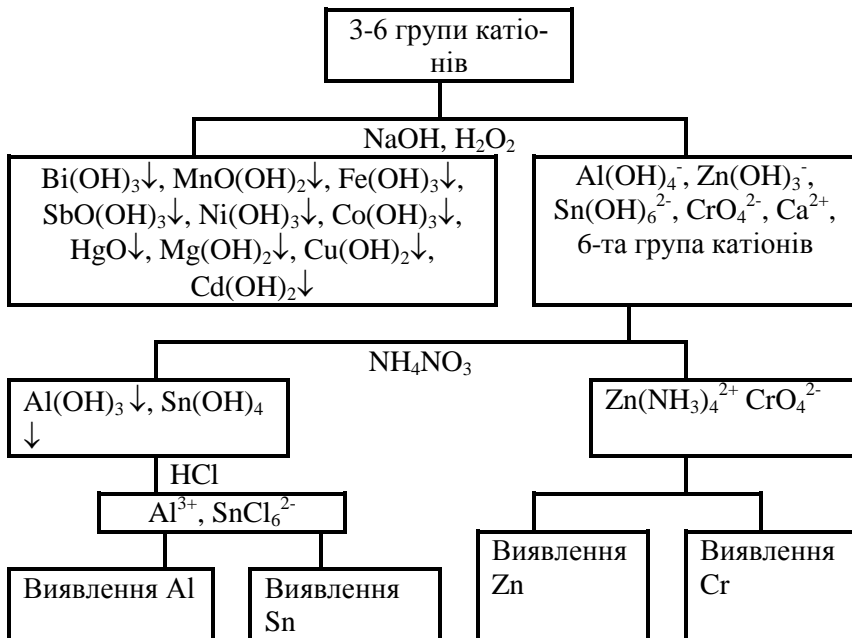 3-6 групи катіо-
нів
NaOH, H₂O₂
Bi(OH)₃↓, MnO(OH)₂↓, Fe(OH)₃↓,
SbO(OH)₃↓, Ni(OH)₃↓, Co(OH)₃↓,
HgO↓, Mg(OH)₂↓, Cu(OH)₂↓,
Cd(OH)₂↓
Al(OH)₄⁻, Zn(OH)₃⁻,
Sn(OH)₆²⁻, CrO₄²⁻, Ca²⁺,
6-та група катіонів
NH₄NO₃
Al(OH)₃↓, Sn(OH)₄
↓
Zn(NH₃)₄²⁺ CrO₄²⁻
HCl
Al³⁺, SnCl₆²⁻
Виявлення Al
Виявлення
Sn
Виявлення
Zn
Виявлення
Cr